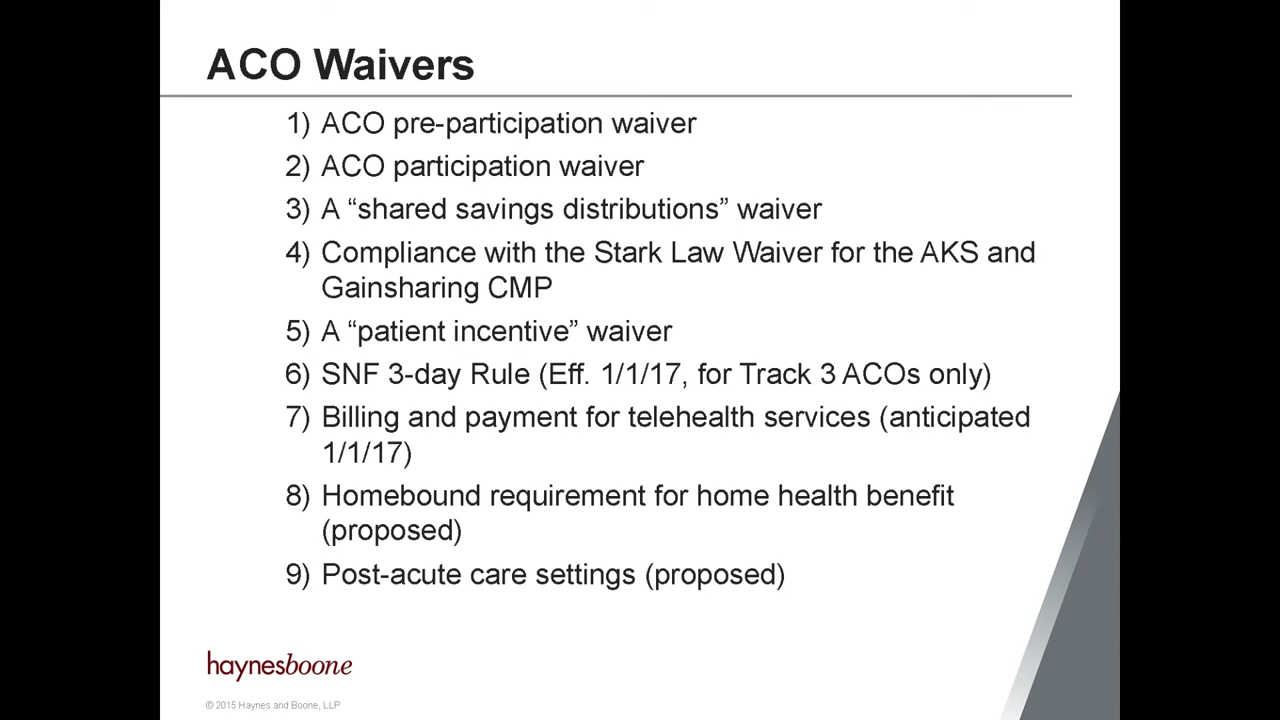 ACO Waivers
1) ACO pre-participation waiver
2) ACO participation waiver
3) A “shared savings distributions” waiver
4) Compliance with the Stark Law Waiver for the AKS and
Gainsharing CMP
5) A “patient incentive” waiver
6) SNF 3-day Rule (Eff. 1/1/17, for Track 3 ACOs only)
7) Billing and payment for telehealth services (anticipated
1/1/17)
8) Homebound requirement for home health benefit
(proposed)
9) Post-acute care settings (proposed)
haynesboone
© 2015 Haynes and Boone, LLP